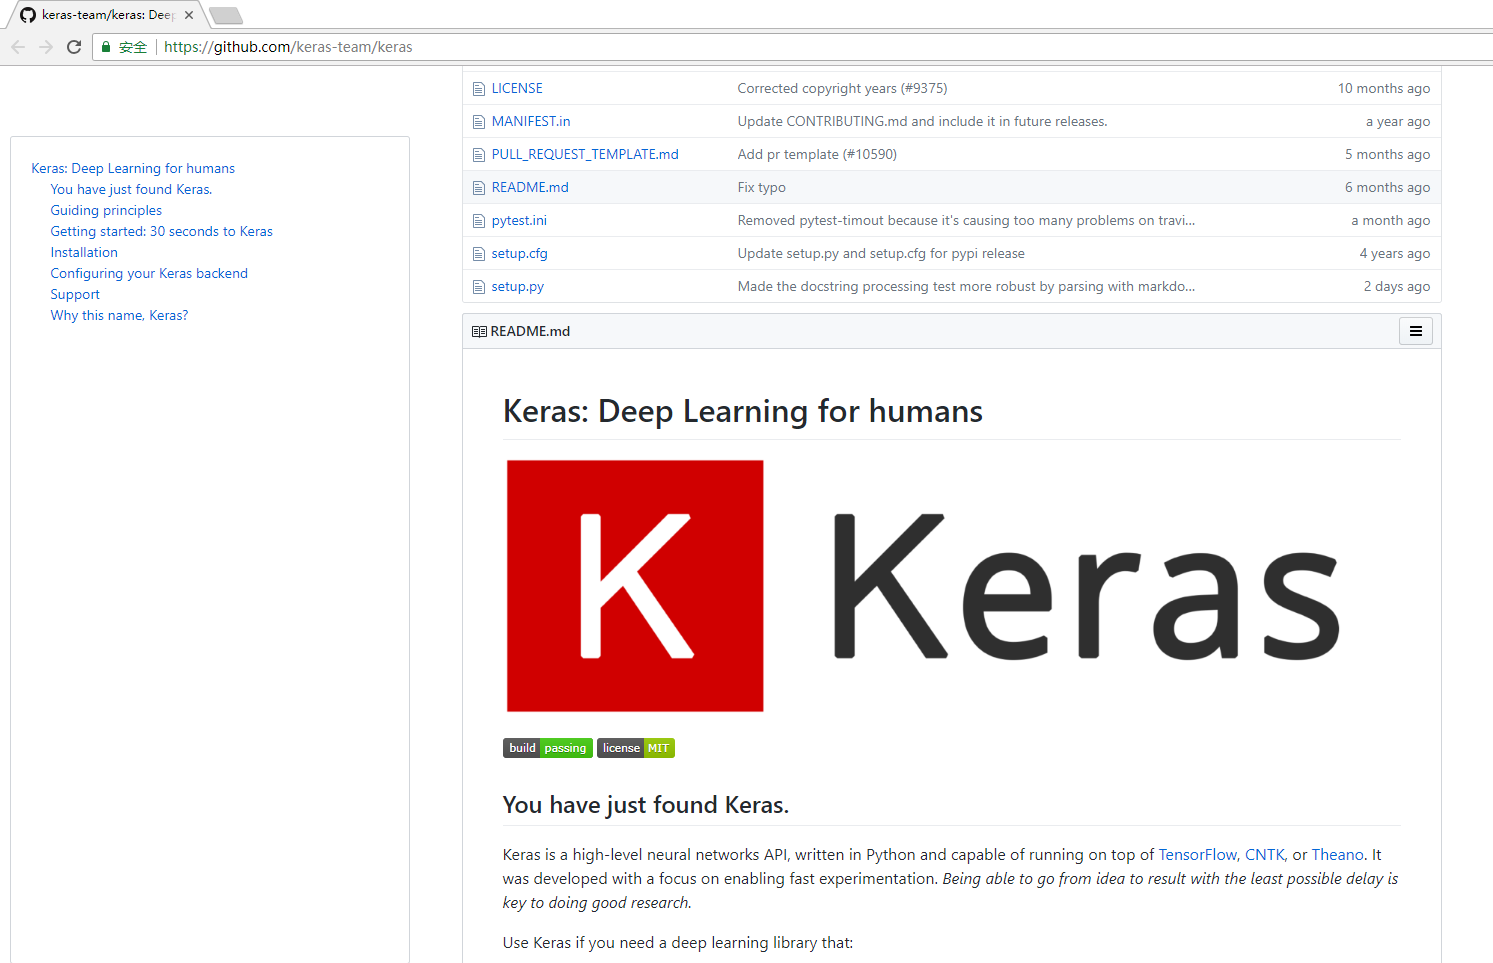 keras-team/keras: Deep
安全 https://github.com/keras-team/keras
LICENSE Corrected copyright years (#9375) 10 months ago
MANIFEST.in Update CONTRIBUTING.md and include it in future releases. a year ago
PULL_REQUEST_TEMPLATE.md Add pr template (#10590) 5 months ago
README.md Fix typo 6 months ago
pytest.ini Removed pytest-timout because it's causing too many problems on travi... a month ago
setup.cfg Update setup.py and setup.cfg for pypi release 4 years ago
setup.py Made the docstring processing test more robust by parsing with markdo... 2 days ago
Keras: Deep Learning for humans
You have just found Keras.
Guiding principles
Getting started: 30 seconds to Keras
Installation
Configuring your Keras backend
Support
Why this name, Keras?
README.md
Keras: Deep Learning for humans
K Keras
build passing license MIT
You have just found Keras.
Keras is a high-level neural networks API, written in Python and capable of running on top of TensorFlow, CNTK, or Theano. It
was developed with a focus on enabling fast experimentation. Being able to go from idea to result with the least possible delay is
key to doing good research.
Use Keras if you need a deep learning library that: